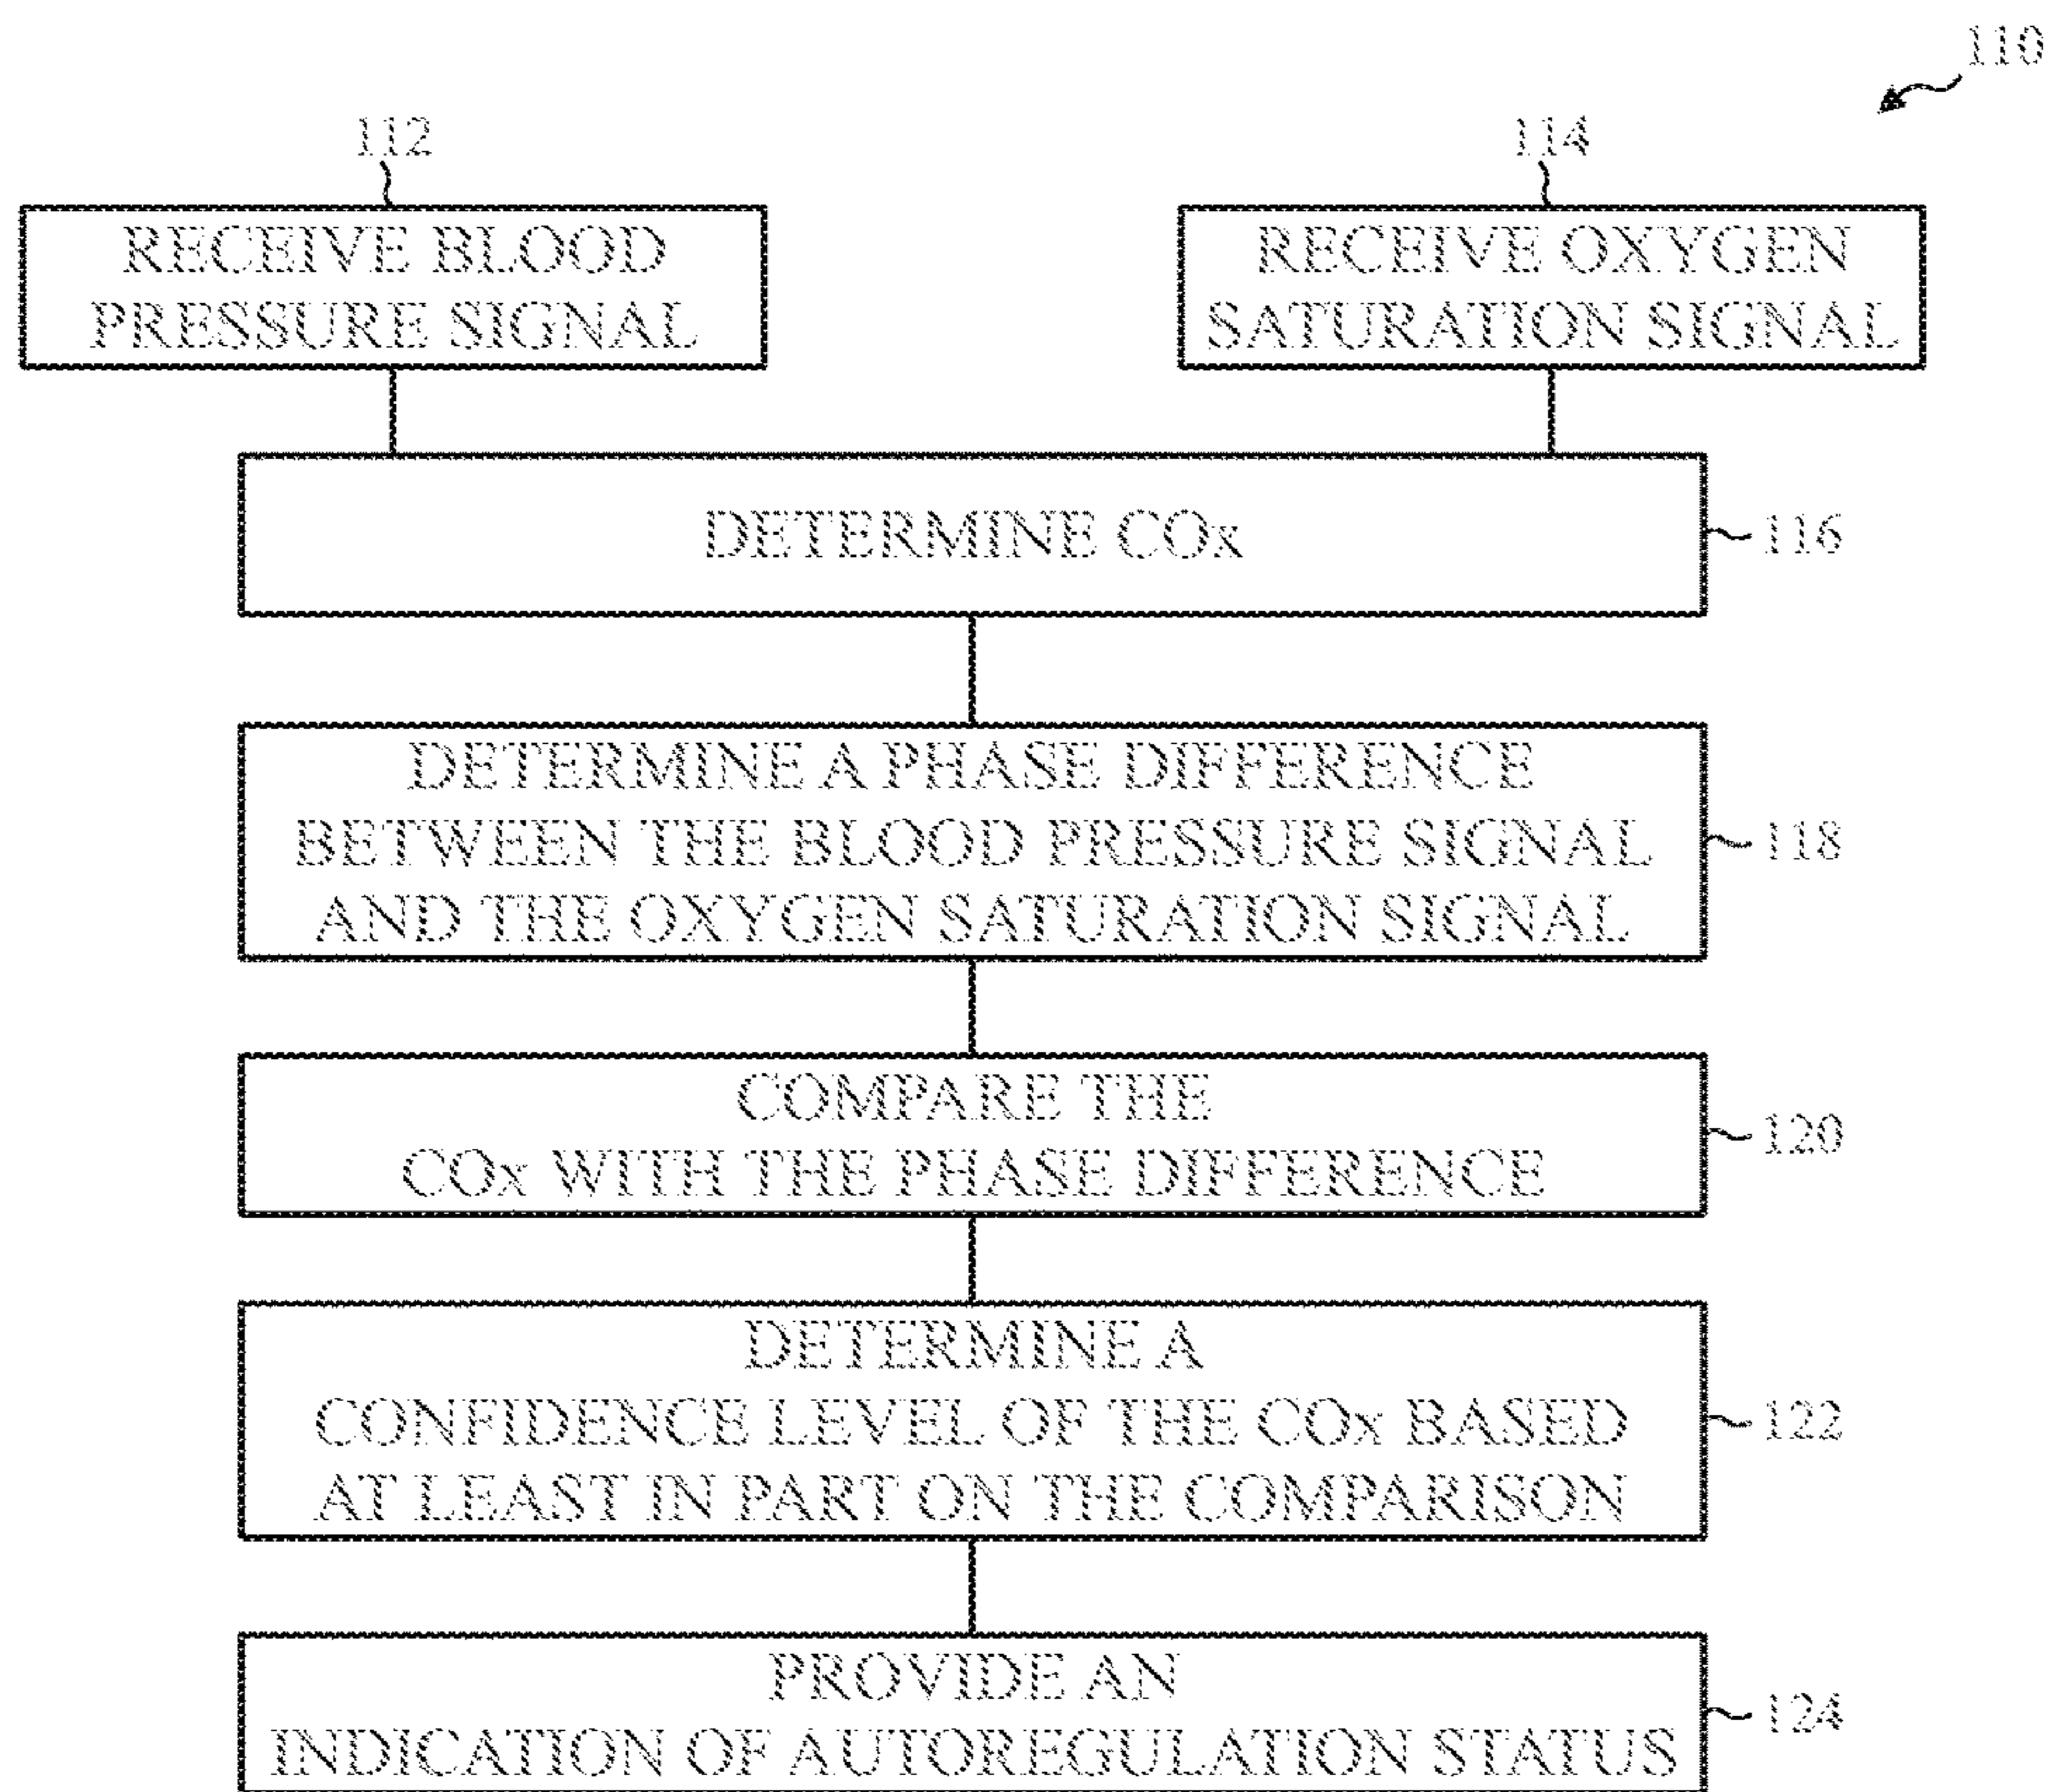 110
112
114
RECEIVE BLOOD
PRESSURE SIGNAL
RECEIVE OXYGEN
SATURATION SIGNAL
DETERMINE COx
116
DETERMINE A PHASE DIFFERENCE
BETWEEN THE BLOOD PRESSURE SIGNAL
AND THE OXYGEN SATURATION SIGNAL
118
COMPARE THE
COx WITH THE PHASE DIFFERENCE
120
DETERMINE A
CONFIDENCE LEVEL OF THE COx BASED
AT LEAST IN PART ON THE COMPARISON
122
PROVIDE AN
INDICATION OF AUTOREGULATION STATUS
124